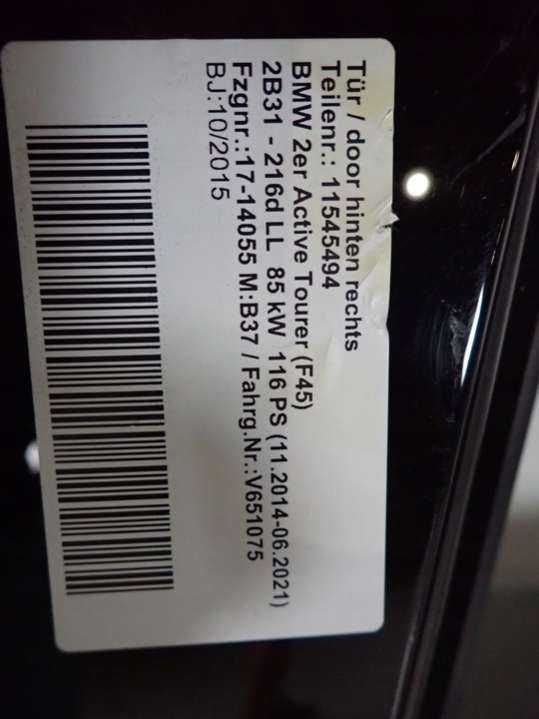 Tür / door hinten rechts
Teilenr.: 11545494
BMW 2er Active Tourer (F45)
2B31 - 216d LL 85 kW 116 PS (11.2014-06.2021)
Fzgnr.:17-14055 M:B37 / Fahrg.Nr.:V651075
BJ:10/2015